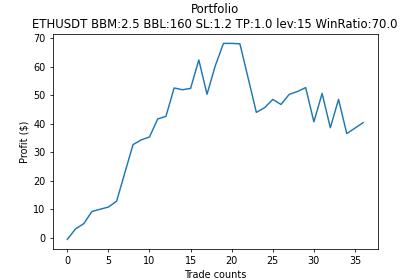 Portfolio
ETHUSDT BBM:2.5 BBL:160 SL:1.2 TP:1.0 lev:15 WinRatio:70.0
Profit ($)
70
60
50
40
30
20
10
0
0 5 10 15 20 25 30 35
Trade counts